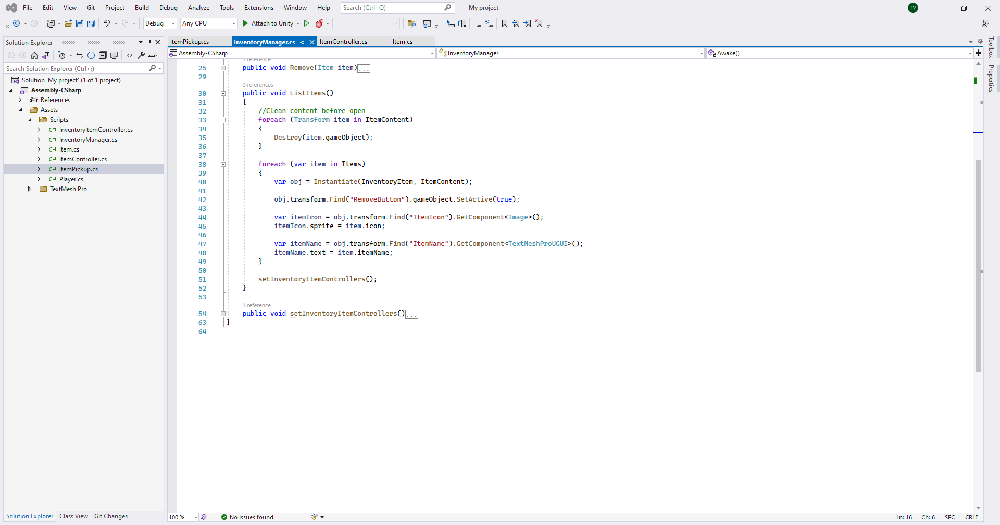 File Edit View Git Project Build Debug Analyze Tools Extensions Window Help Search (Ctrl+Q) My project TV
Debug Any CPU Attach to Unity
Solution Explorer
Search Solution Explorer (Ctrl+;)
Solution 'My project' (1 of 1 project)
Assembly-CSharp
References
Assets
Scripts
C# InventoryItemController.cs
C# InventoryManager.cs
C# Item.cs
C# ItemController.cs
C# ItemPickup.cs
C# Player.cs
TextMesh Pro
Solution Explorer Class View Git Changes
ItemPickup.cs InventoryManager.cs ItemController.cs Item.cs
Assembly-CSharp InventoryManager Awake()
1 reference
25 public void Remove(Item item)...
29
0 references
30 public void ListItems()
31 {
32 //Clean content before open
33 foreach (Transform item in ItemContent)
34 {
35 Destroy(item.gameObject);
36 }
37
38 foreach (var item in Items)
39 {
40 var obj = Instantiate(InventoryItem, ItemContent);
41
42 obj.transform.Find("RemoveButton").gameObject.SetActive(true);
43
44 var itemIcon = obj.transform.Find("ItemIcon").GetComponent<Image>();
45 itemIcon.sprite = item.icon;
46
47 var itemName = obj.transform.Find("ItemName").GetComponent<TextMeshProUGUI>();
48 itemName.text = item.itemName;
49 }
50
51 setInventoryItemControllers();
52 }
53
1 reference
54 public void setInventoryItemControllers()...
63 }
64
100 % No issues found Ln: 16 Ch: 6 SPC CRLF
Toolbox
Properties